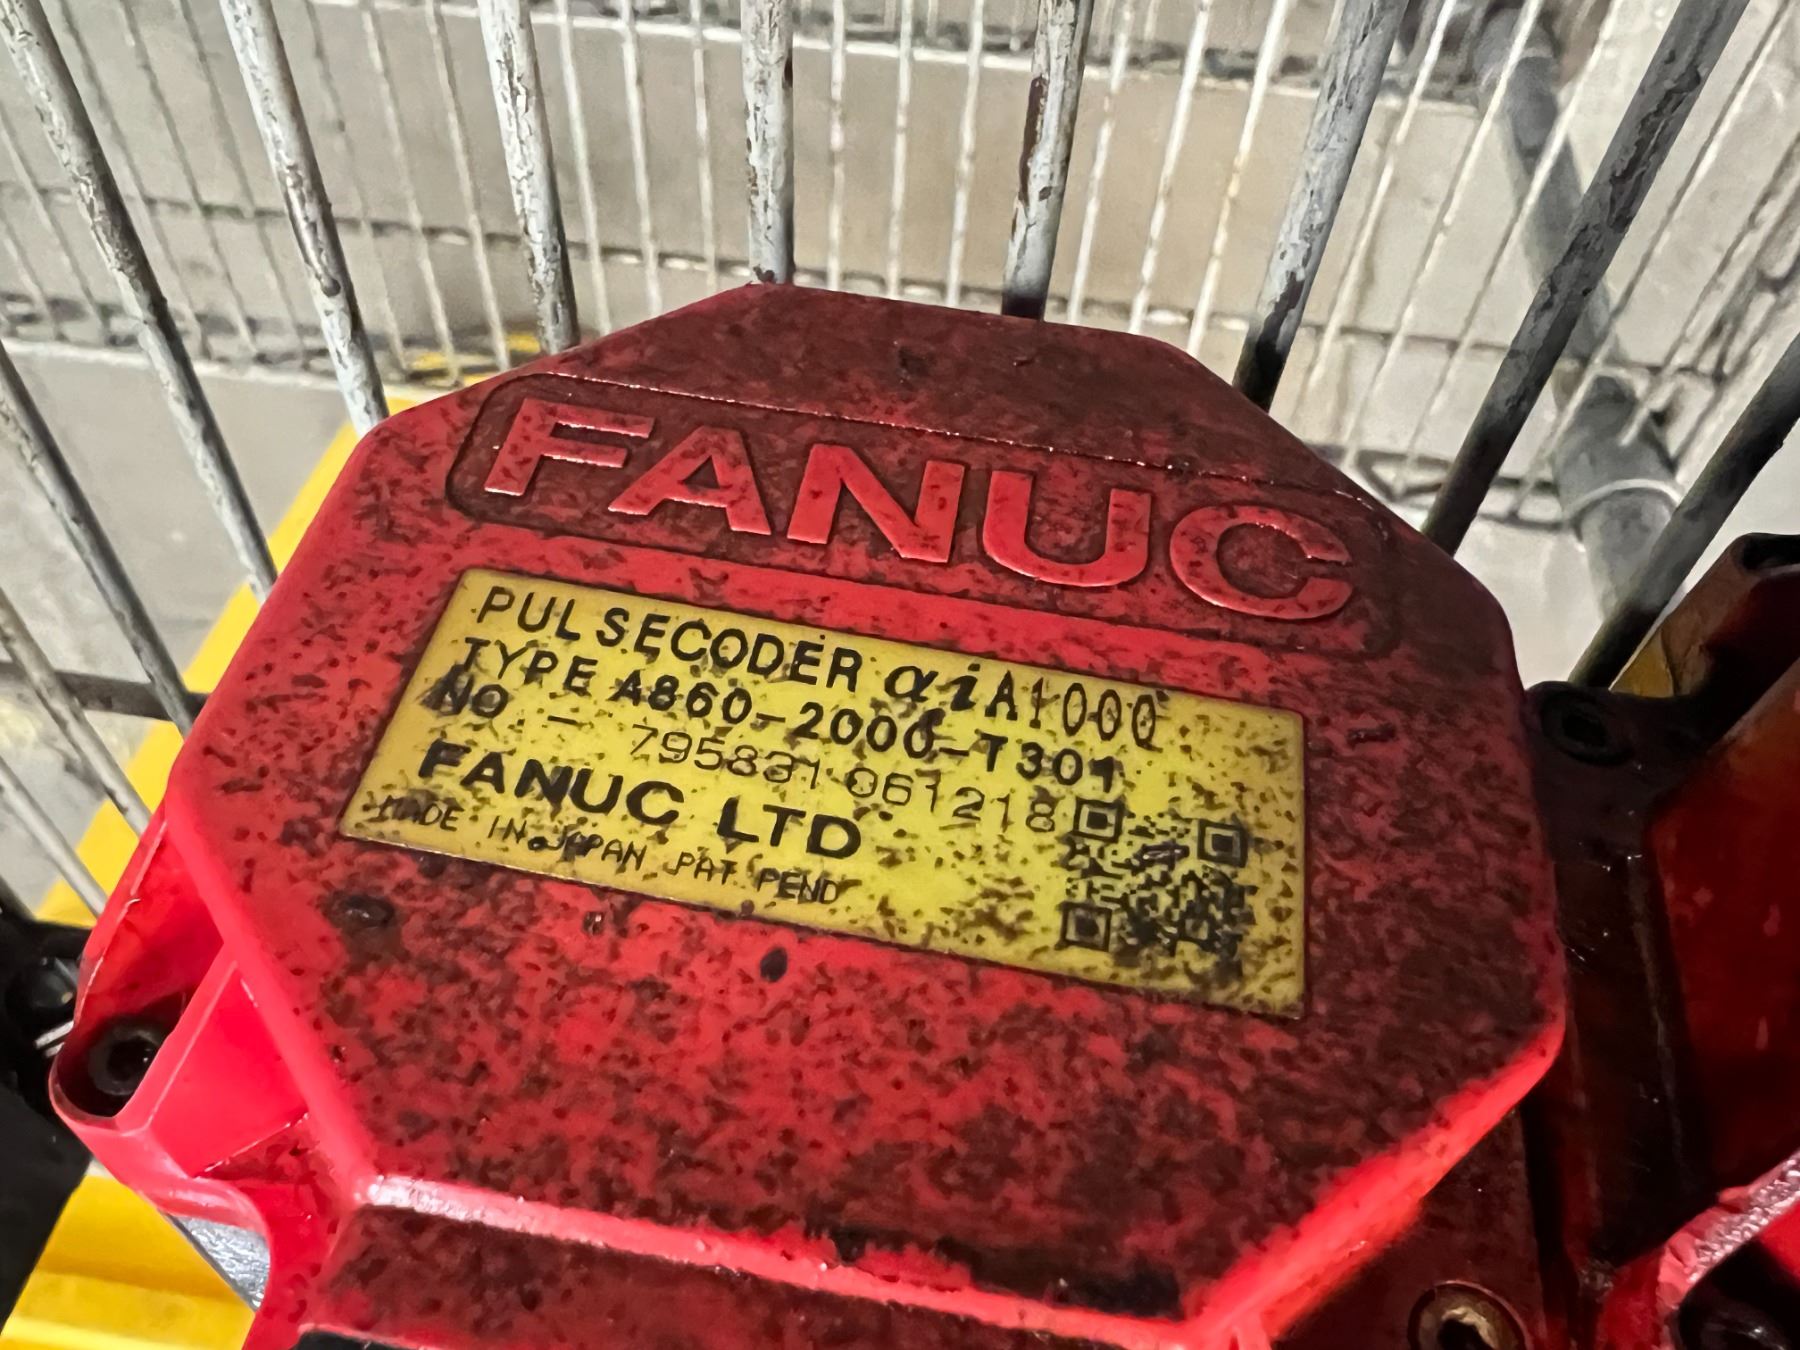 FANUC
PULSECODER αiA1000
TYPE A860-2000-T301
NO. - 795831 061218
FANUC LTD
MADE IN JAPAN PAT. PEND